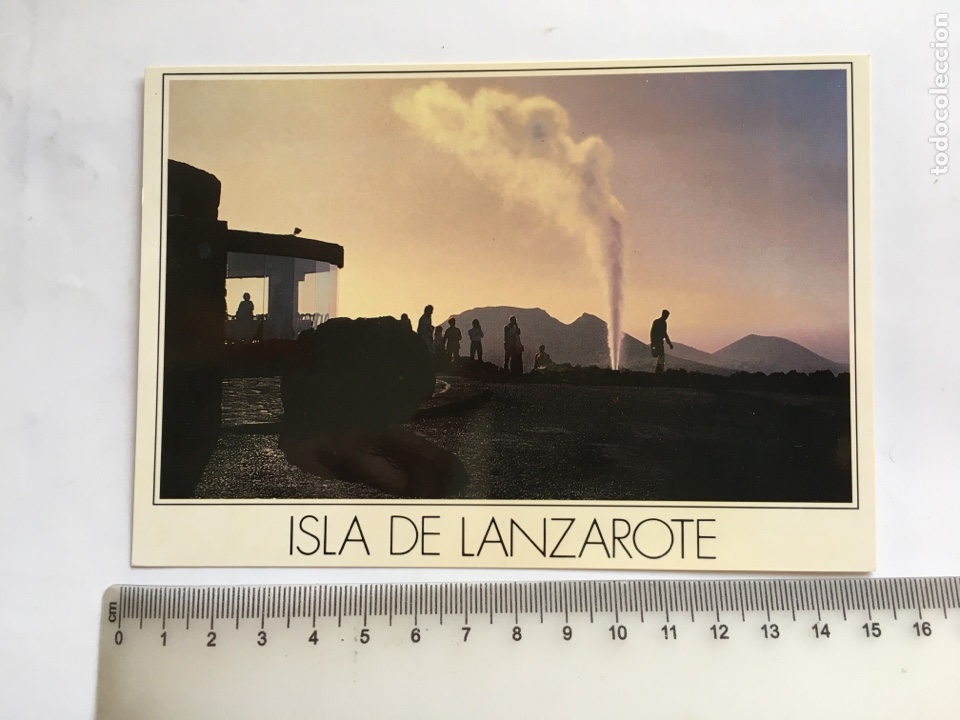 todocoleccion
ISLA DE LANZAROTE
cm
0 1 2 3 4 5 6 7 8 9 10 11 12 13 14 15 16